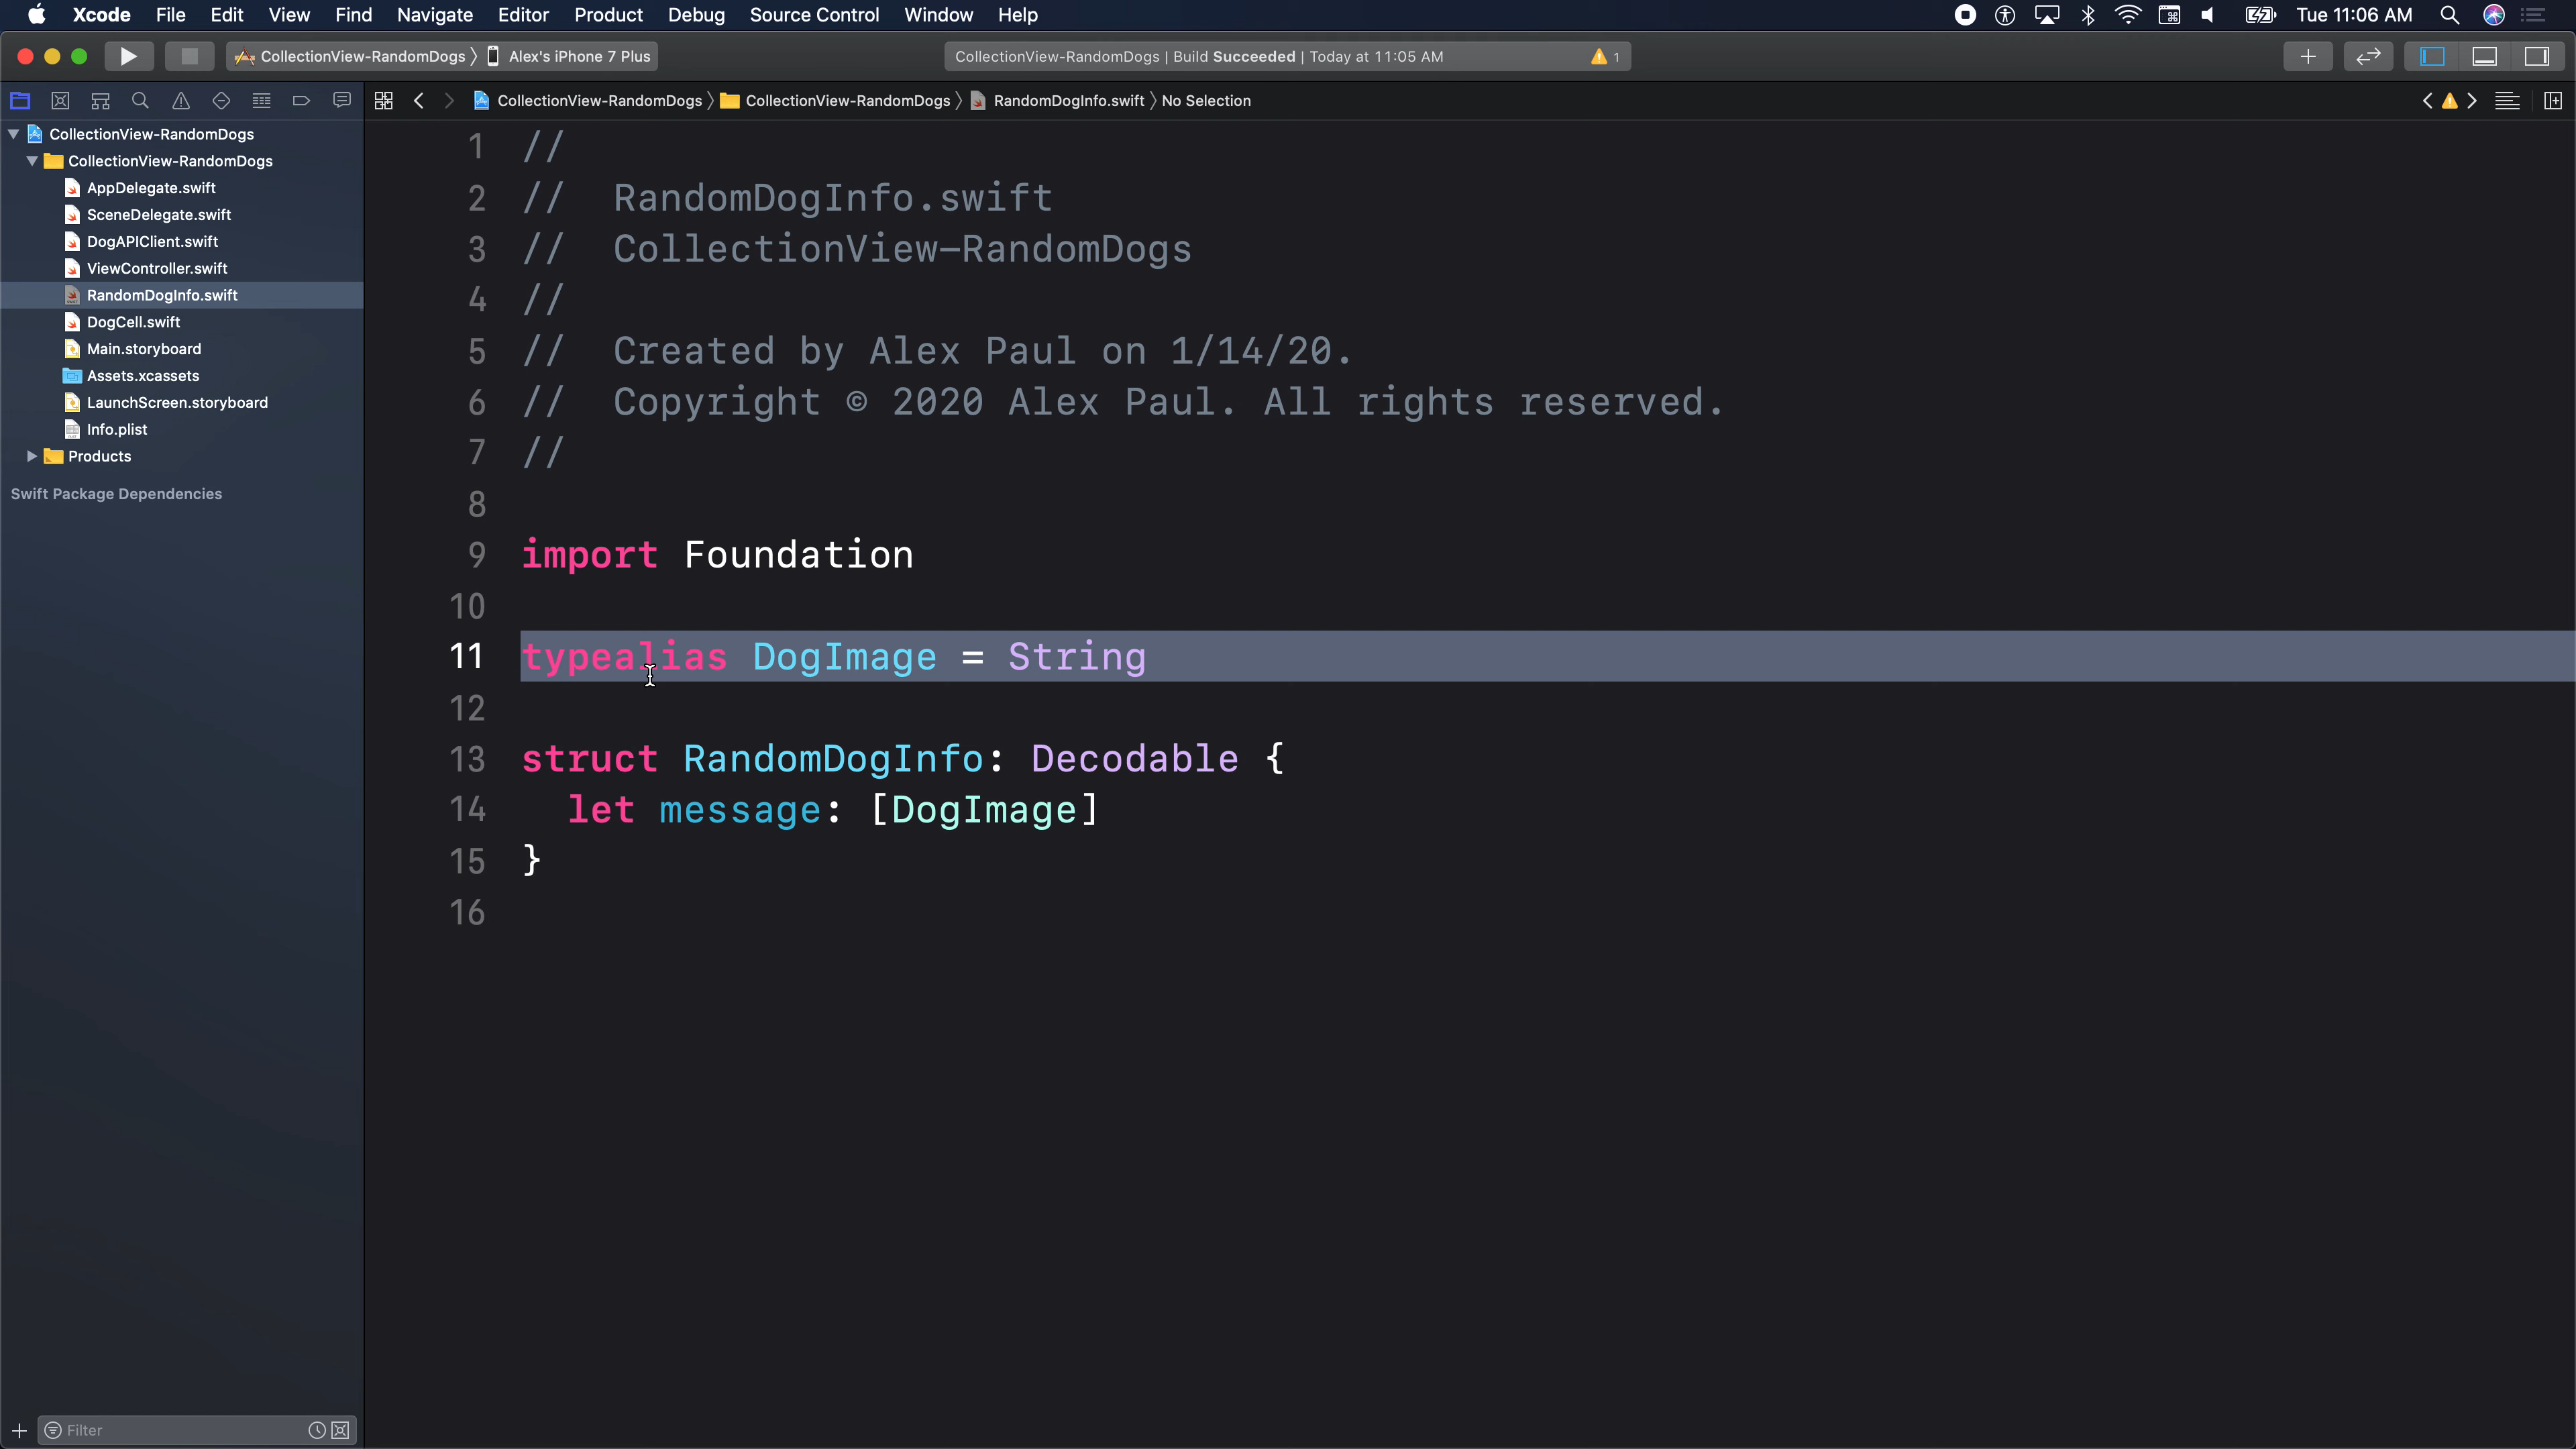 Xcode File Edit View Find Navigate Editor Product Debug Source Control Window Help Tue 11:06 AM
CollectionView-RandomDogs 〉 Alex's iPhone 7 Plus CollectionView-RandomDogs | Build Succeeded | Today at 11:05 AM 1
CollectionView-RandomDogs 〉 CollectionView-RandomDogs 〉 RandomDogInfo.swift 〉 No Selection
CollectionView-RandomDogs
CollectionView-RandomDogs
AppDelegate.swift
SceneDelegate.swift
DogAPIClient.swift
ViewController.swift
RandomDogInfo.swift
DogCell.swift
Main.storyboard
Assets.xcassets
LaunchScreen.storyboard
Info.plist
Products
Swift Package Dependencies
Filter
1 //
2 //  RandomDogInfo.swift
3 //  CollectionView-RandomDogs
4 //
5 //  Created by Alex Paul on 1/14/20.
6 //  Copyright © 2020 Alex Paul. All rights reserved.
7 //
8
9 import Foundation
10
11 typealias DogImage = String
12
13 struct RandomDogInfo: Decodable {
14   let message: [DogImage]
15 }
16